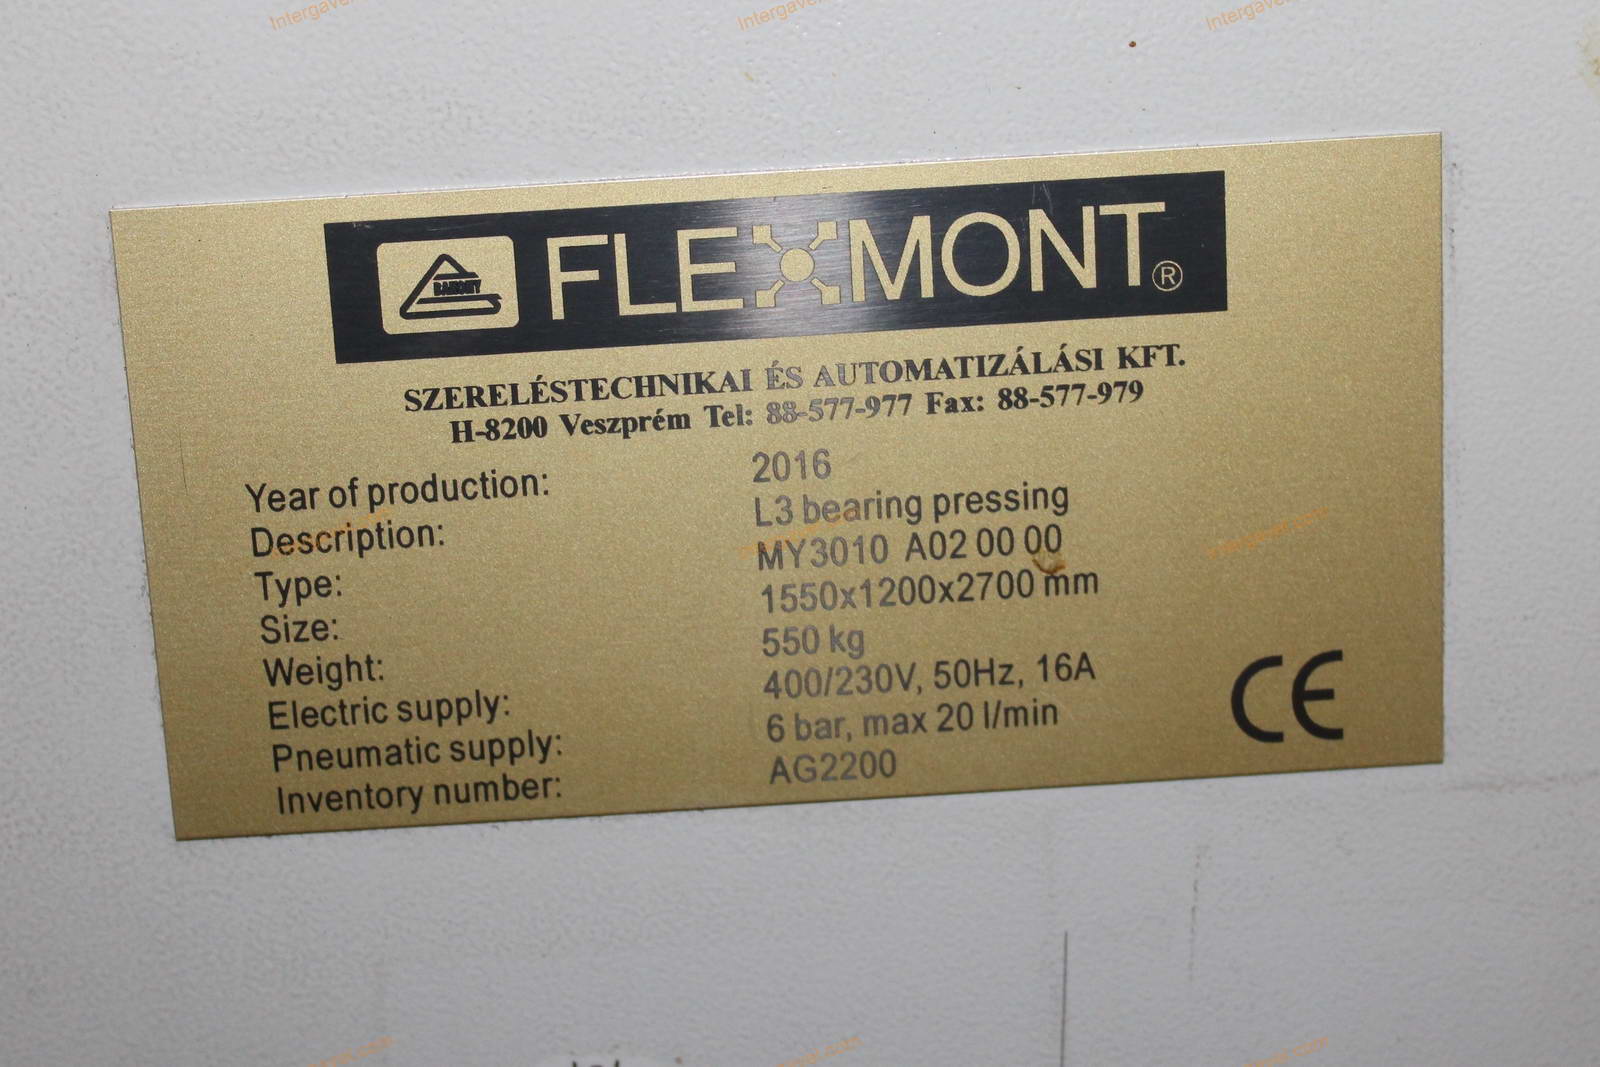 FLEXMONT®
SZERELÉSTECHNIKAI ÉS AUTOMATIZÁLÁSI KFT.
H-8200 Veszprém Tel: 88-577-977 Fax: 88-577-979
Year of production: 2016
Description: L3 bearing pressing
Type: MY3010 A02 00 00
Size: 1550x1200x2700 mm
Weight: 550 kg
Electric supply: 400/230V, 50Hz, 16A
Pneumatic supply: 6 bar, max 20 l/min
Inventory number: AG2200
CE